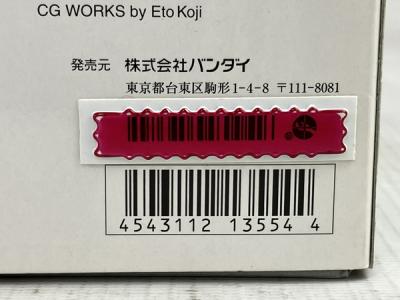 CG WORKS by Eto Koji
発売元 株式会社バンダイ
東京都台東区駒形1-4-8 〒111-8081
®
4543112 13554 4